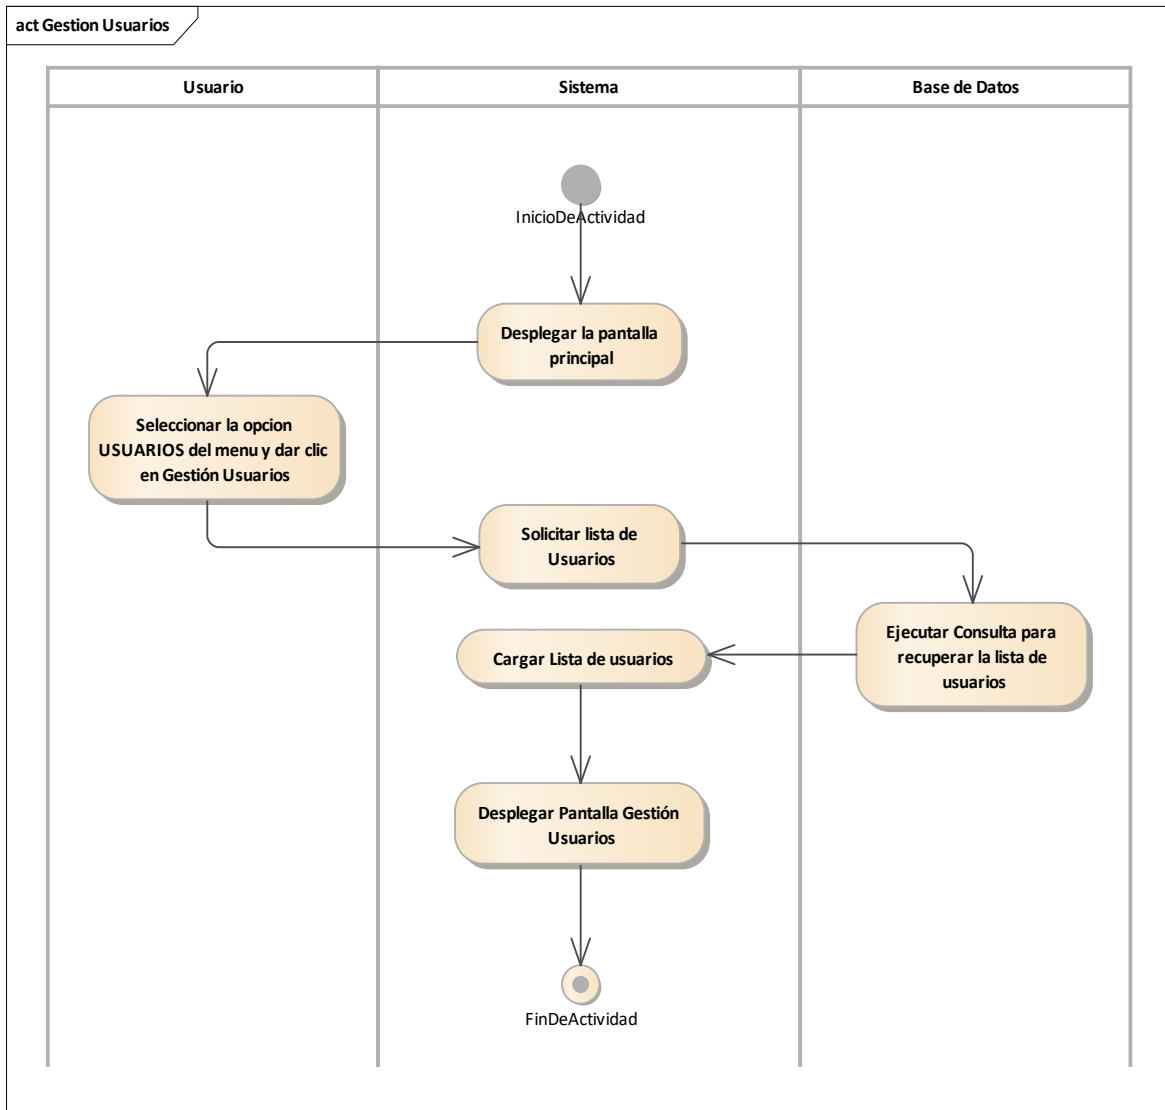 act Gestion Usuarios
Usuario
Sistema
Base de Datos
InicioDeActividad
Desplegar la pantalla
principal
Seleccionar la opcion
USUARIOS del menu y dar clic
en Gestión Usuarios
Solicitar lista de
Usuarios
Ejecutar Consulta para
recuperar la lista de
usuarios
Cargar Lista de usuarios
Desplegar Pantalla Gestión
Usuarios
FinDeActividad